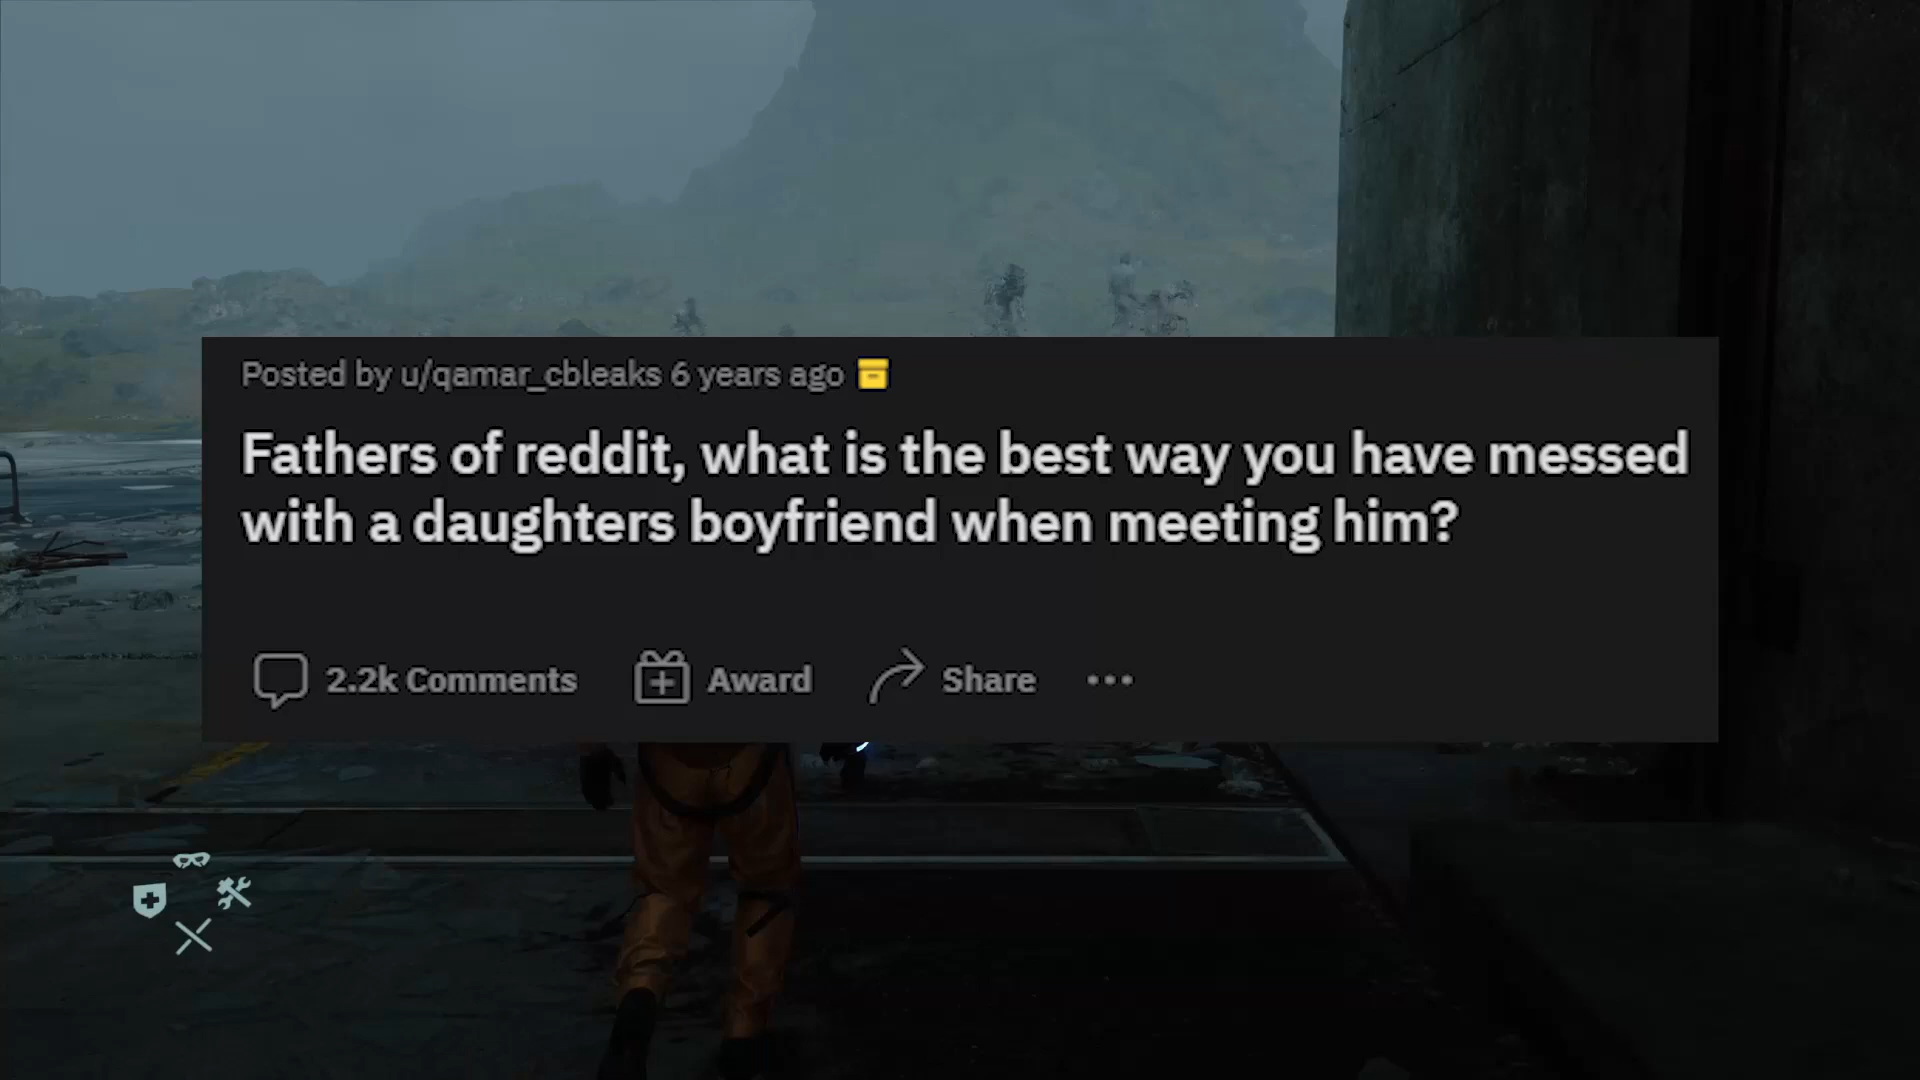 Posted by u/qamar_cbleaks 6 years ago
Fathers of reddit, what is the best way you have messed
with a daughters boyfriend when meeting him?
2.2k Comments Award Share